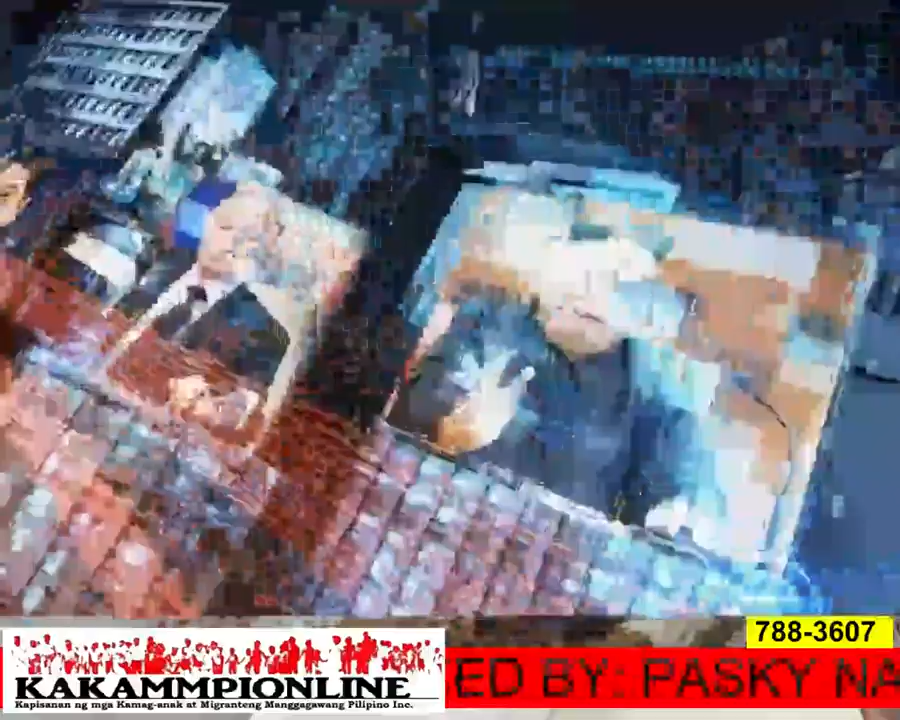 788-3607
KAKAMMPIONLINE
Kapisanan ng mga Kamag-anak at Migranteng Manggagawang Pilipino Inc.
ED BY: PASKY NA